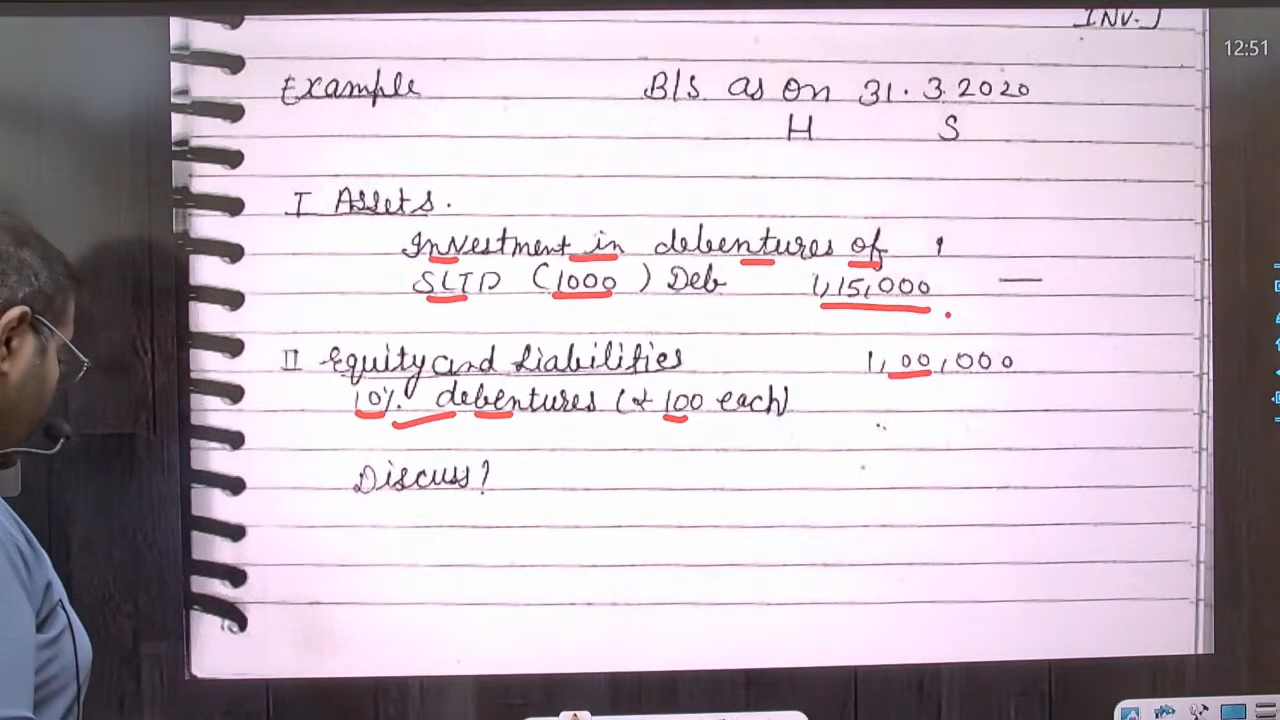 INV.]
12:51
Example B/S as on 31.3.2020
H S
I Assets.
Investment in debentures of
SLTD (1000) Deb 1,15,000 —
II Equity and Liabilities 1,00,000
10% debentures (₹ 100 each)
Discuss?